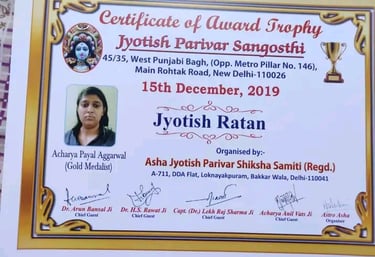 Certificate of Award Trophy
Jyotish Parivar Sangosthi
45/35, West Punjabi Bagh, (Opp. Metro Pillar No. 146),
Main Rohtak Road, New Delhi-110026
15th December, 2019
Jyotish Ratan
Acharya Payal Aggarwal
(Gold Medalist)
Organised by:-
Asha Jyotish Parivar Shiksha Samiti (Regd.)
A-711, DDA Flat, Loknayakpuram, Bakkar Wala, Delhi-110041
Dr. Arun Bansal Ji
Chief Guest
Dr. H.S. Rawat Ji
Chief Guest
Capt. (Dr.) Lekh Raj Sharma Ji
Chief Guest
Acharya Anil Vats Ji
Chief Guest
Astro Asha
Organiser